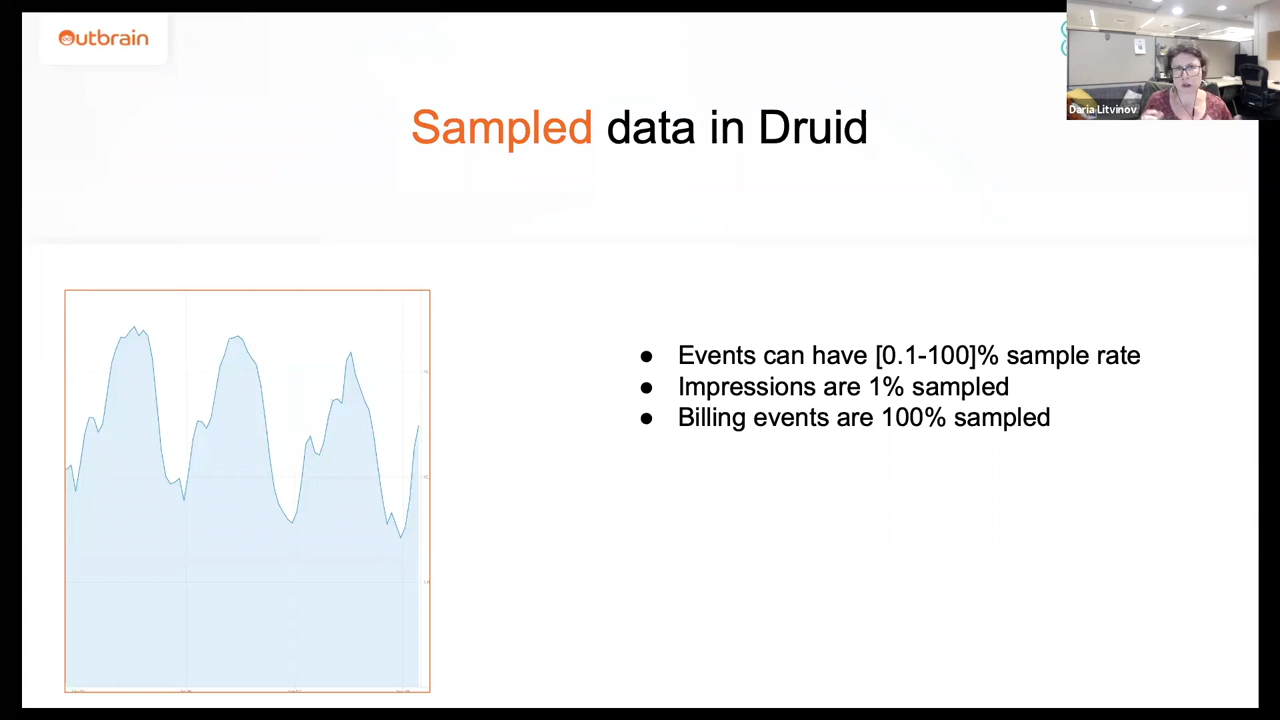 Outbrain
Daria Litvinov
Sampled data in Druid
● Events can have [0.1-100]% sample rate
● Impressions are 1% sampled
● Billing events are 100% sampled